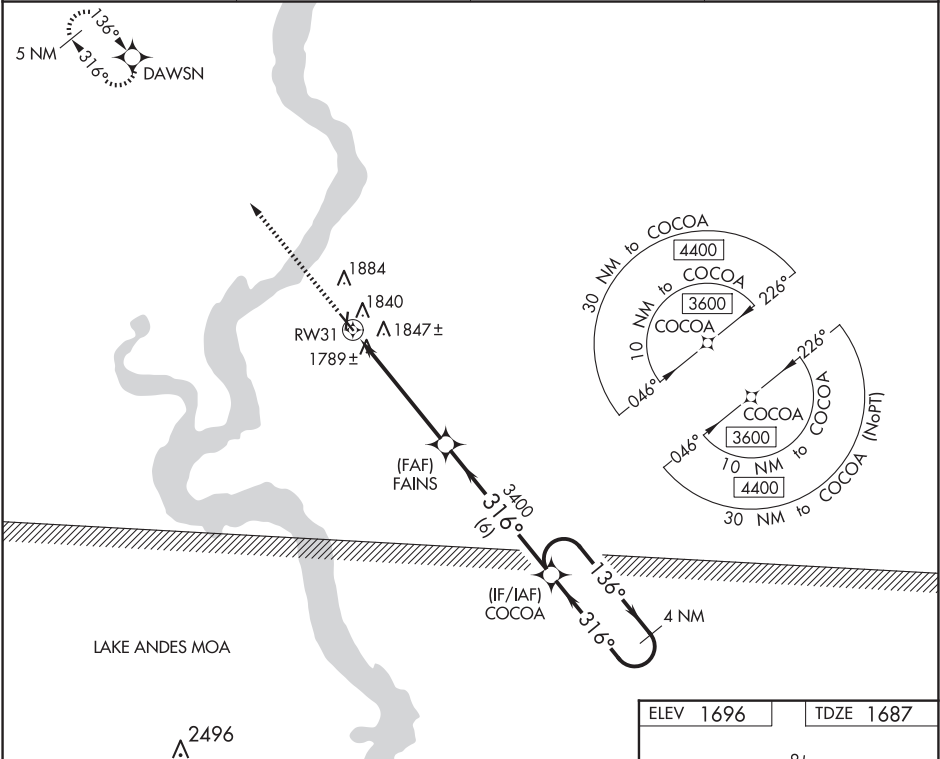 136°
5 NM
316°
DAWSN
30 NM to COCOA
4400
10 NM to COCOA
3600
COCOA
226°
046°
1884
1840
RW31
1847±
1789±
226°
COCOA
046°
3600
10 NM to COCOA
4400
30 NM to COCOA (NoPT)
(FAF)
FAINS
3400
316°
(6)
136°
(IF/IAF)
COCOA
316°
4 NM
LAKE ANDES MOA
2496
ELEV 1696
TDZE 1687